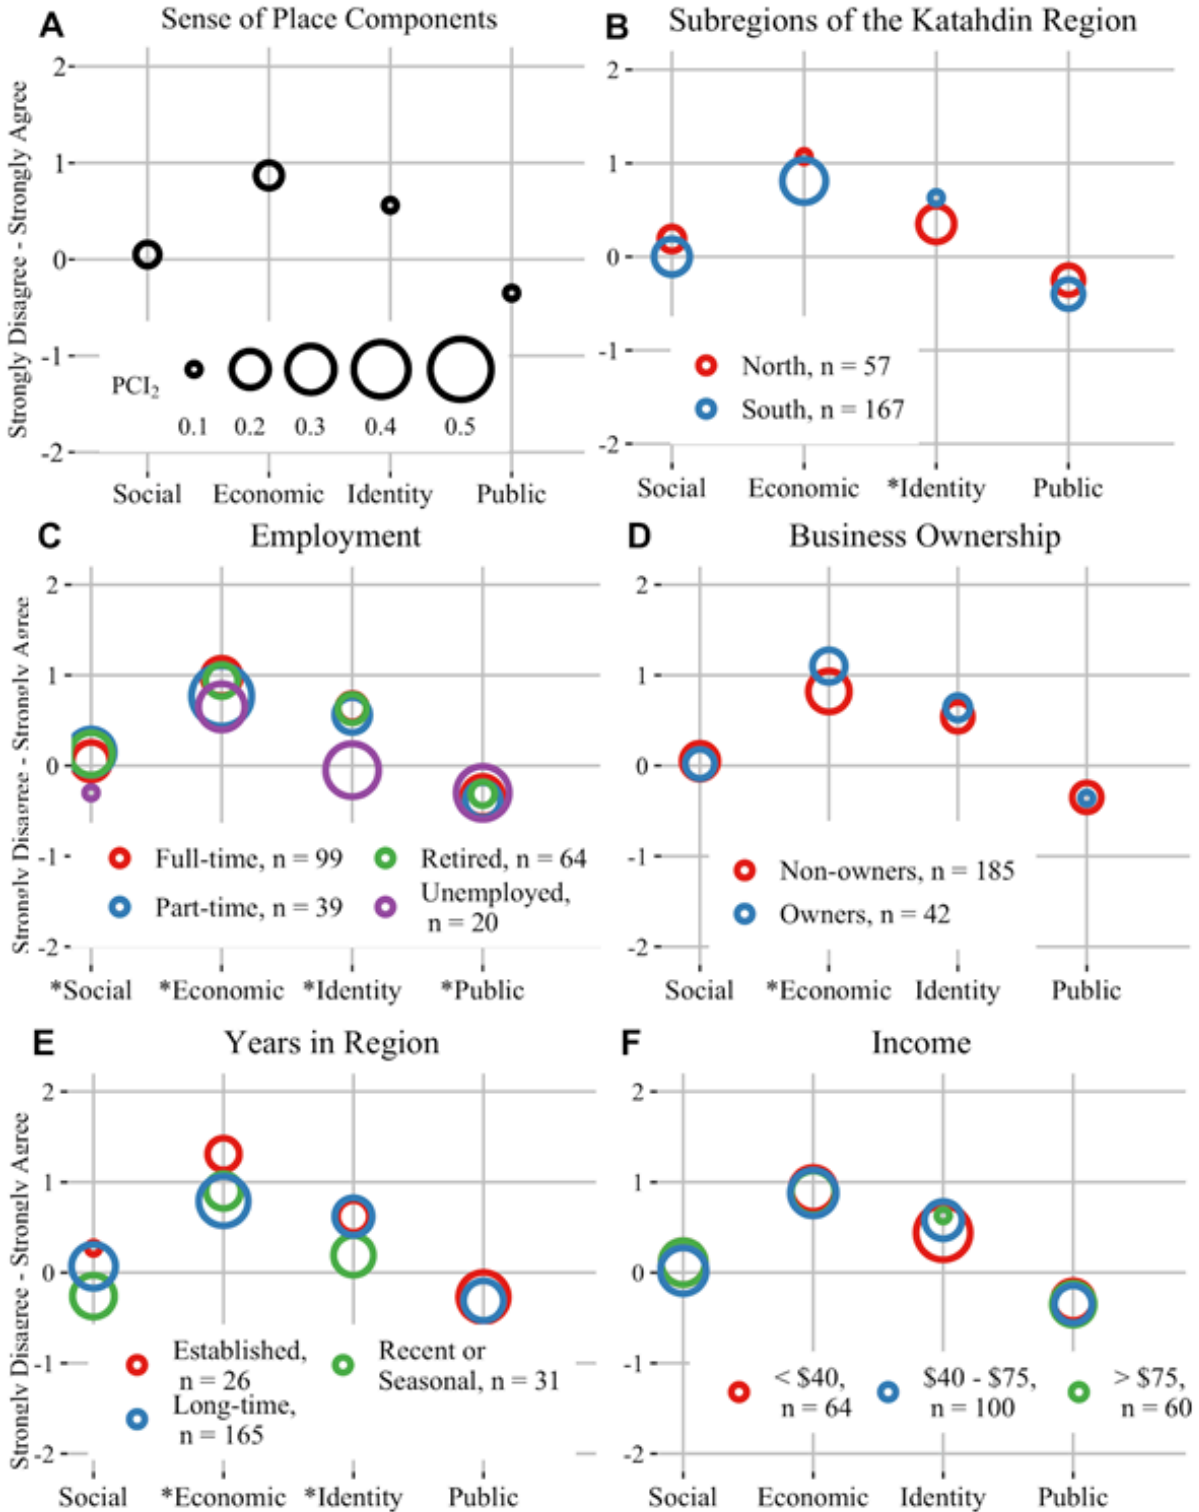 A Sense of Place Components
Strongly Disagree - Strongly Agree
2
1
0
-1
-2
PCI2
0.1 0.2 0.3 0.4 0.5
Social Economic Identity Public
B Subregions of the Katahdin Region
2
1
0
-1
-2
North, n = 57
South, n = 167
Social Economic *Identity Public
C Employment
Strongly Disagree - Strongly Agree
2
1
0
-1
-2
Full-time, n = 99 Retired, n = 64
Part-time, n = 39 Unemployed,
n = 20
*Social *Economic *Identity *Public
D Business Ownership
2
1
0
-1
-2
Non-owners, n = 185
Owners, n = 42
Social *Economic Identity Public
E Years in Region
Strongly Disagree - Strongly Agree
2
1
0
-1
-2
Established, Recent or
n = 26 Seasonal, n = 31
Long-time,
n = 165
Social *Economic *Identity Public
F Income
2
1
0
-1
-2
< $40, $40 - $75, > $75,
n = 64 n = 100 n = 60
Social Economic Identity Public